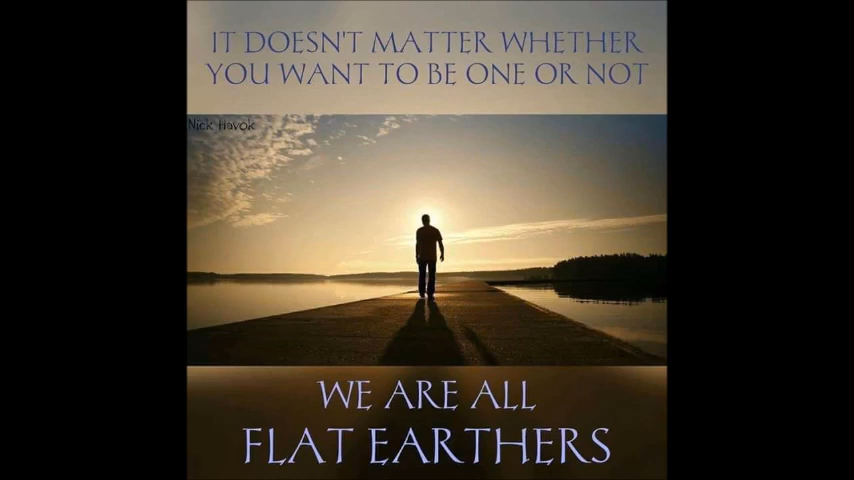 IT DOESN'T MATTER WHETHER
YOU WANT TO BE ONE OR NOT
Nick Havok
WE ARE ALL
FLAT EARTHERS